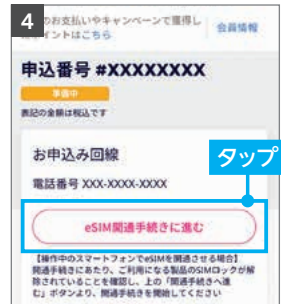 4
のお支払いやキャンペーンで獲得し
イントはこちら
会員情報
申込番号 #XXXXXXXX
準備中
表記の金額は税込です
お申込み回線
タップ
電話番号 XXX-XXXX-XXXX
eSIM開通手続きに進む
【操作中のスマートフォンでeSIMを開通させる場合】
開通手続きにあたり、ご利用になる製品のSIMロックが解
除されていることを確認し、上の「開通手続きへ進
む」ボタンより、開通手続きを開始してください